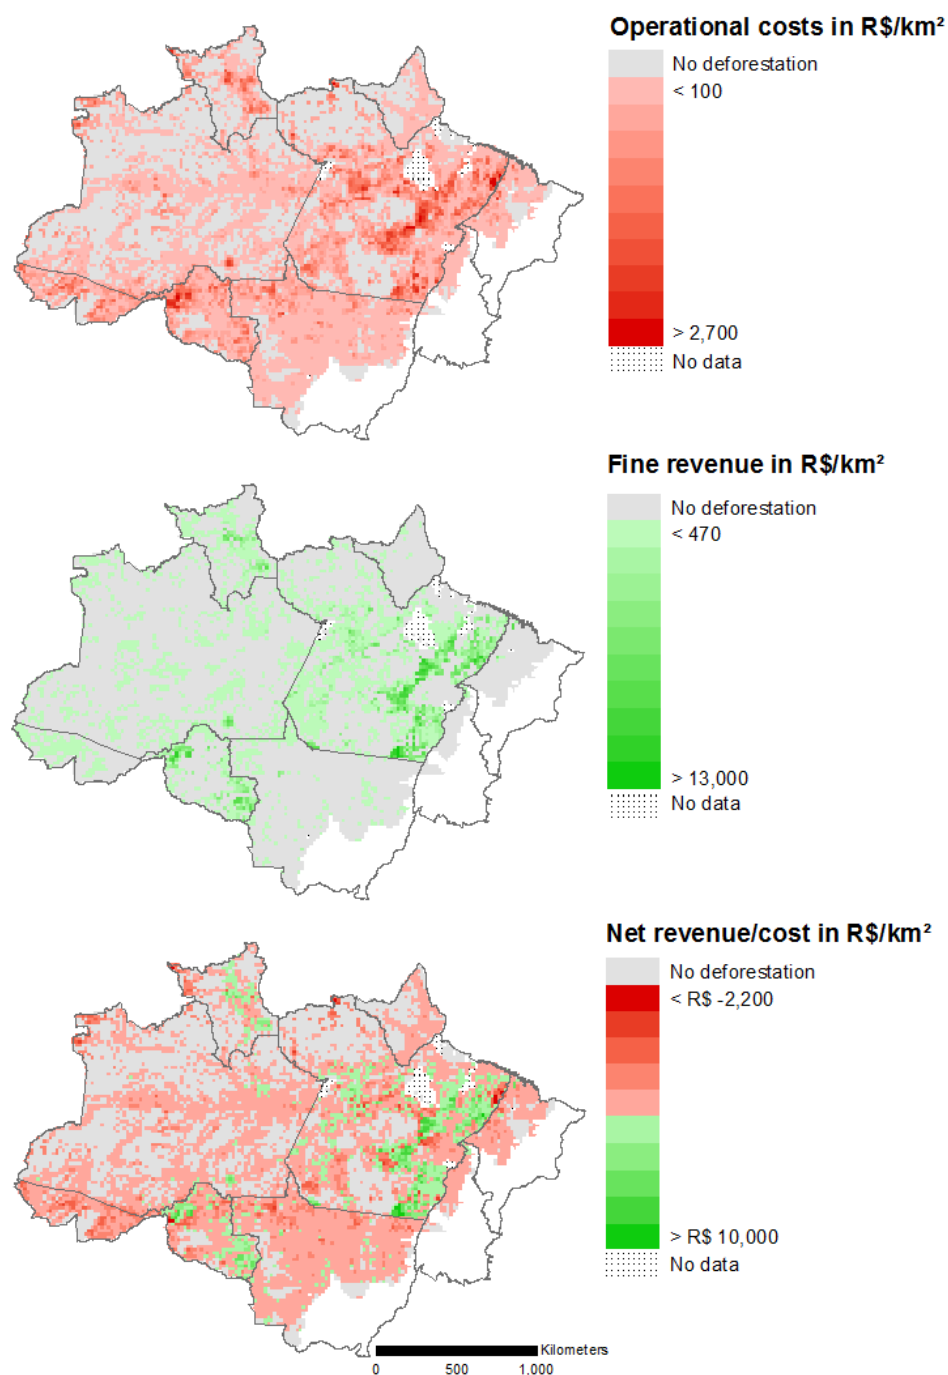 Operational costs in R$/km²
No deforestation
< 100
> 2,700
No data
Fine revenue in R$/km²
No deforestation
< 470
> 13,000
No data
Net revenue/cost in R$/km²
No deforestation
< R$ -2,200
> R$ 10,000
No data
Kilometers
0 500 1.000